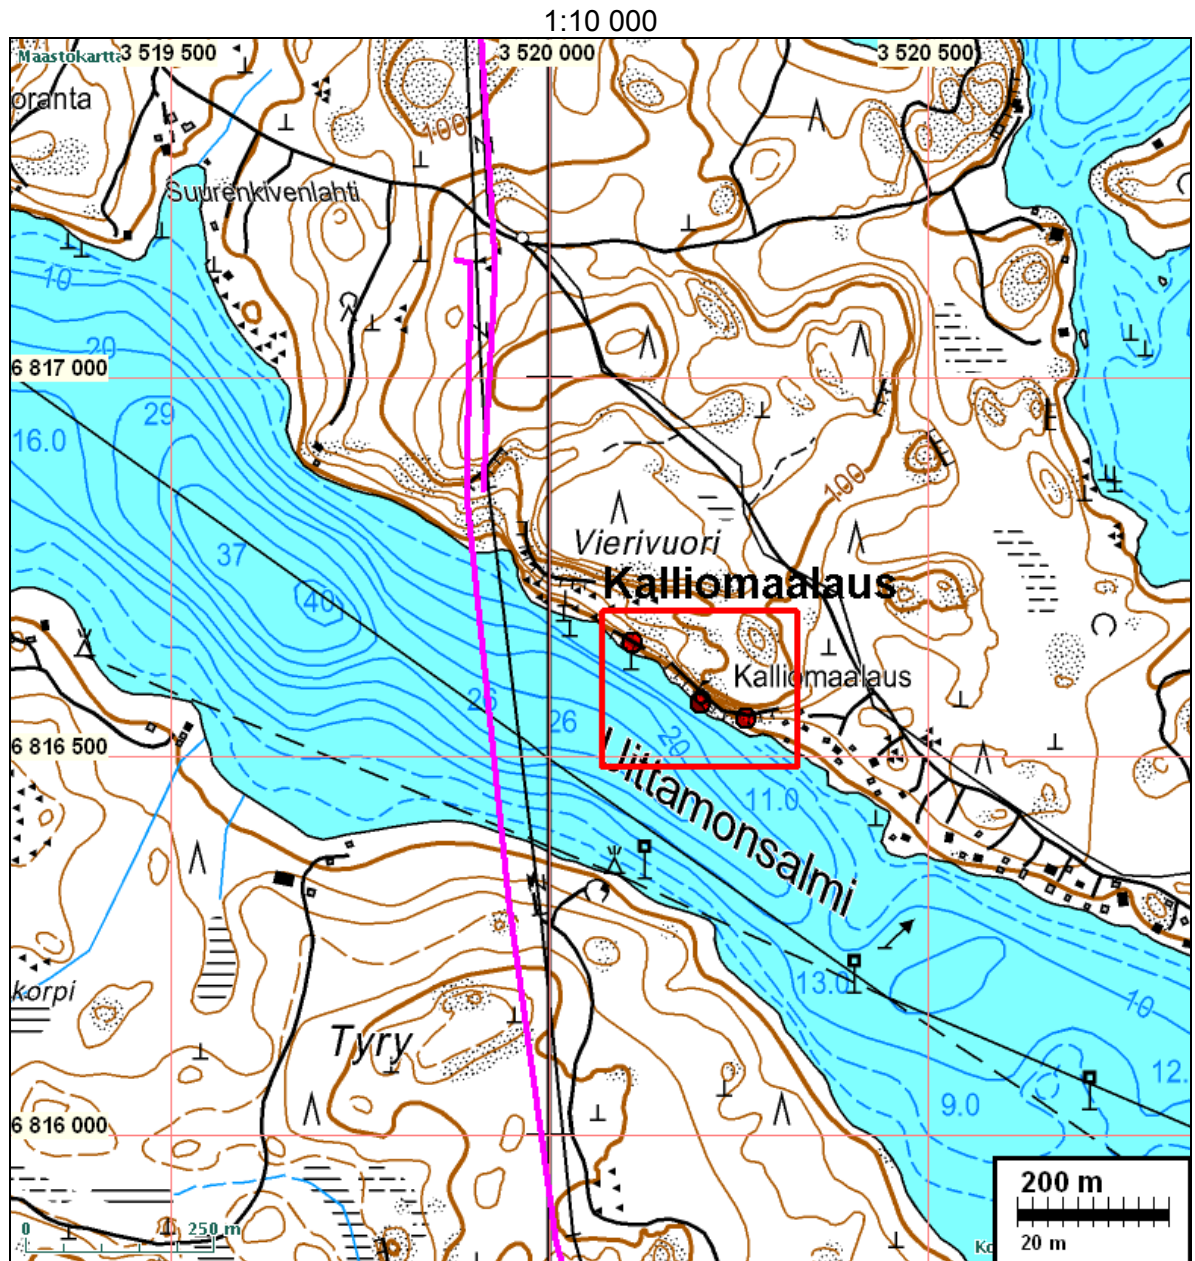 1:10 000
Maastokartta
3 519 500
3 520 000
3 520 500
oranta
100
Suurenkivenlahti
10
20
6 817 000
29
16.0
100
Vierivuori
37
Kalliomaalaus
40
Kalliomaalaus
26
26
20
6 816 500
11.0
Uittamonsalmi
13.0
korpi
10
Tyry
12.
9.0
6 816 000
200 m
20 m
0
250 m
Ko